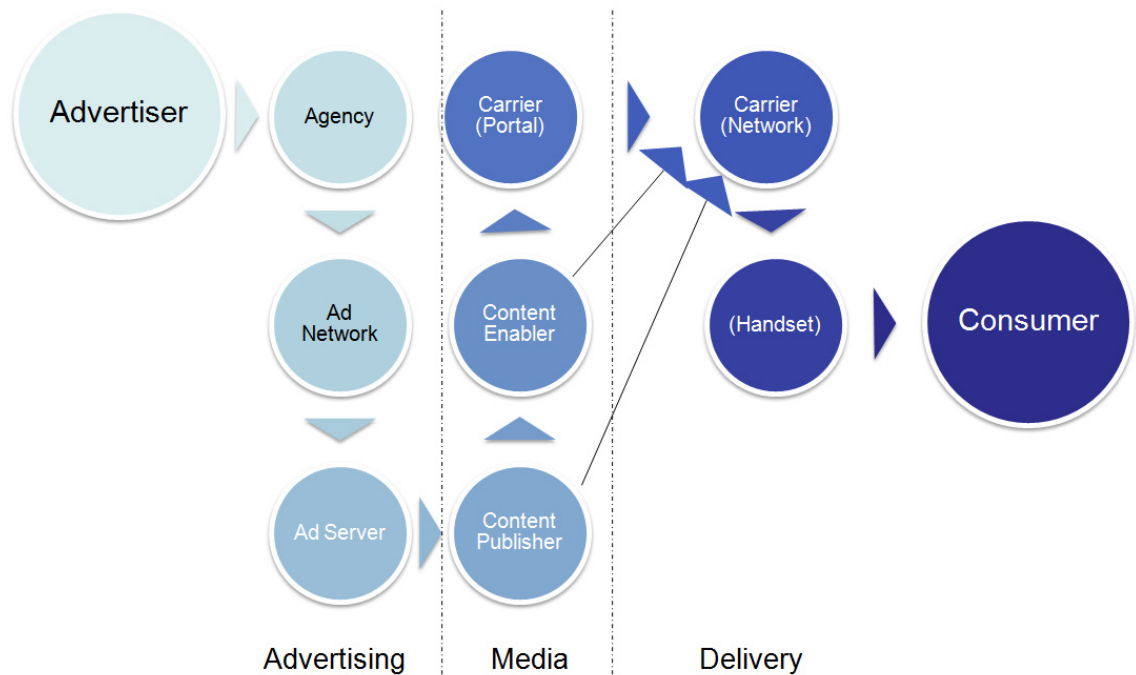 Advertiser
Agency
Carrier
(Portal)
Carrier
(Network)
Ad
Network
Content
Enabler
(Handset)
Consumer
Ad Server
Content
Publisher
Advertising
Media
Delivery